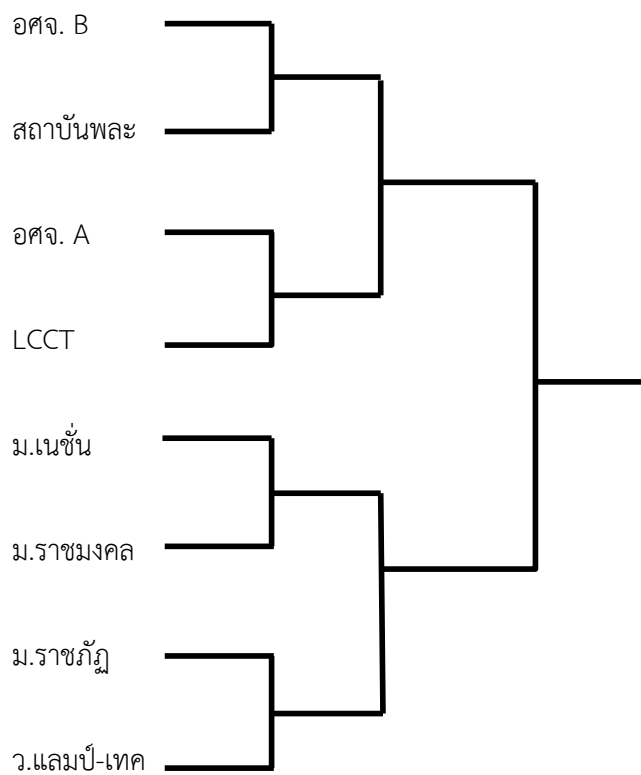 อศจ. B
สถาบันพละ
อศจ. A
LCCT
ม.เนชั่น
ม.ราชมงคล
ม.ราชภัฏ
ว.แลมป์-เทค